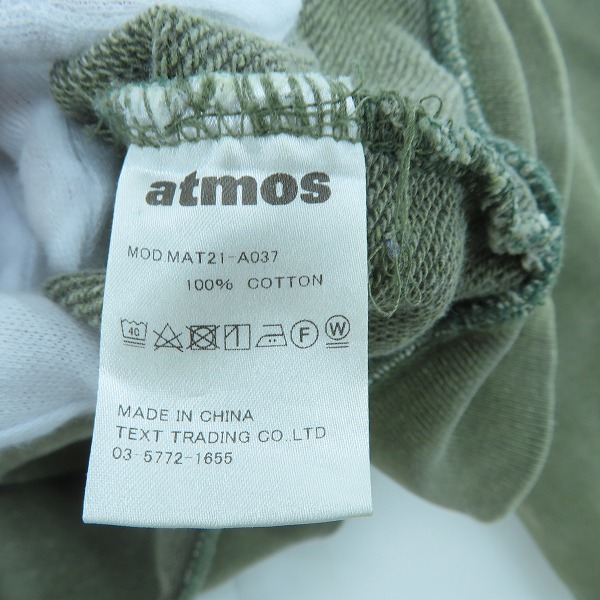 atmos
MOD.MAT21-A037
100% COTTON
40 F W
MADE IN CHINA
TEXT TRADING CO.,LTD
03-5772-1655